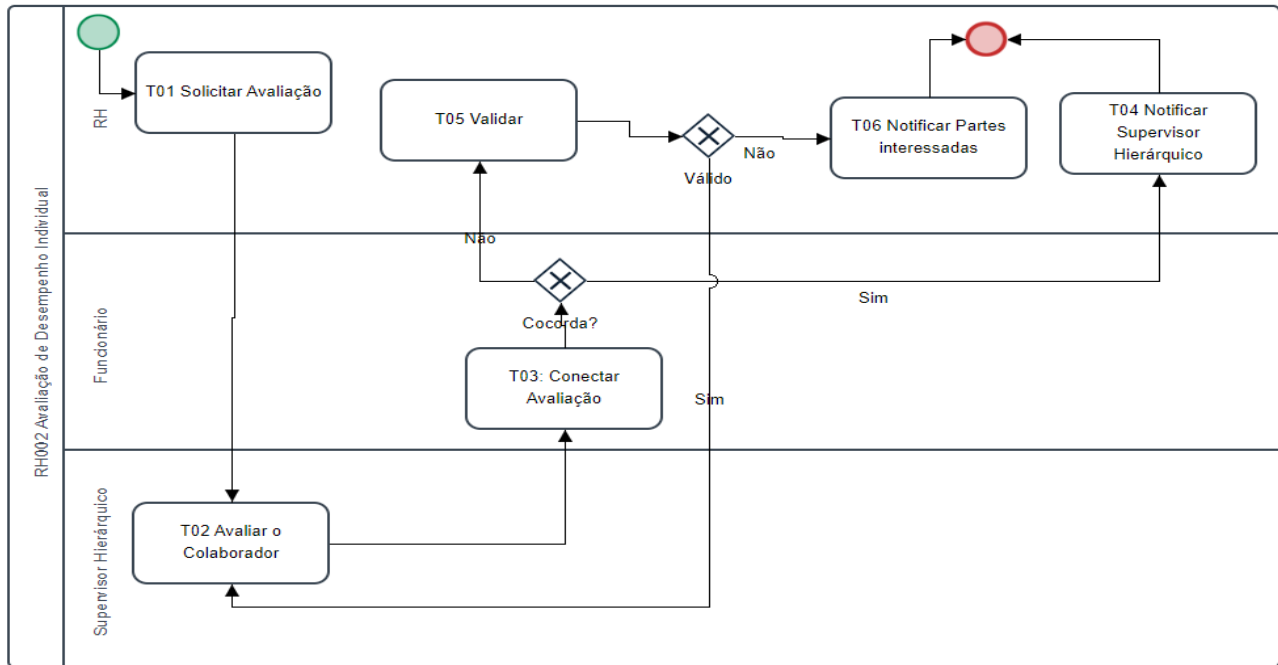 RH002 Avaliação de Desempenho Individual
RH
T01 Solicitar Avaliação
T05 Validar
Válido
Não
T06 Notificar Partes
interessadas
T04 Notificar
Supervisor
Hierárquico
Fundonário
Não
Cocorda?
Sim
T03: Conectar
Avaliação
Sim
Supervisor Hierárquico
T02 Avaliar o
Colaborador